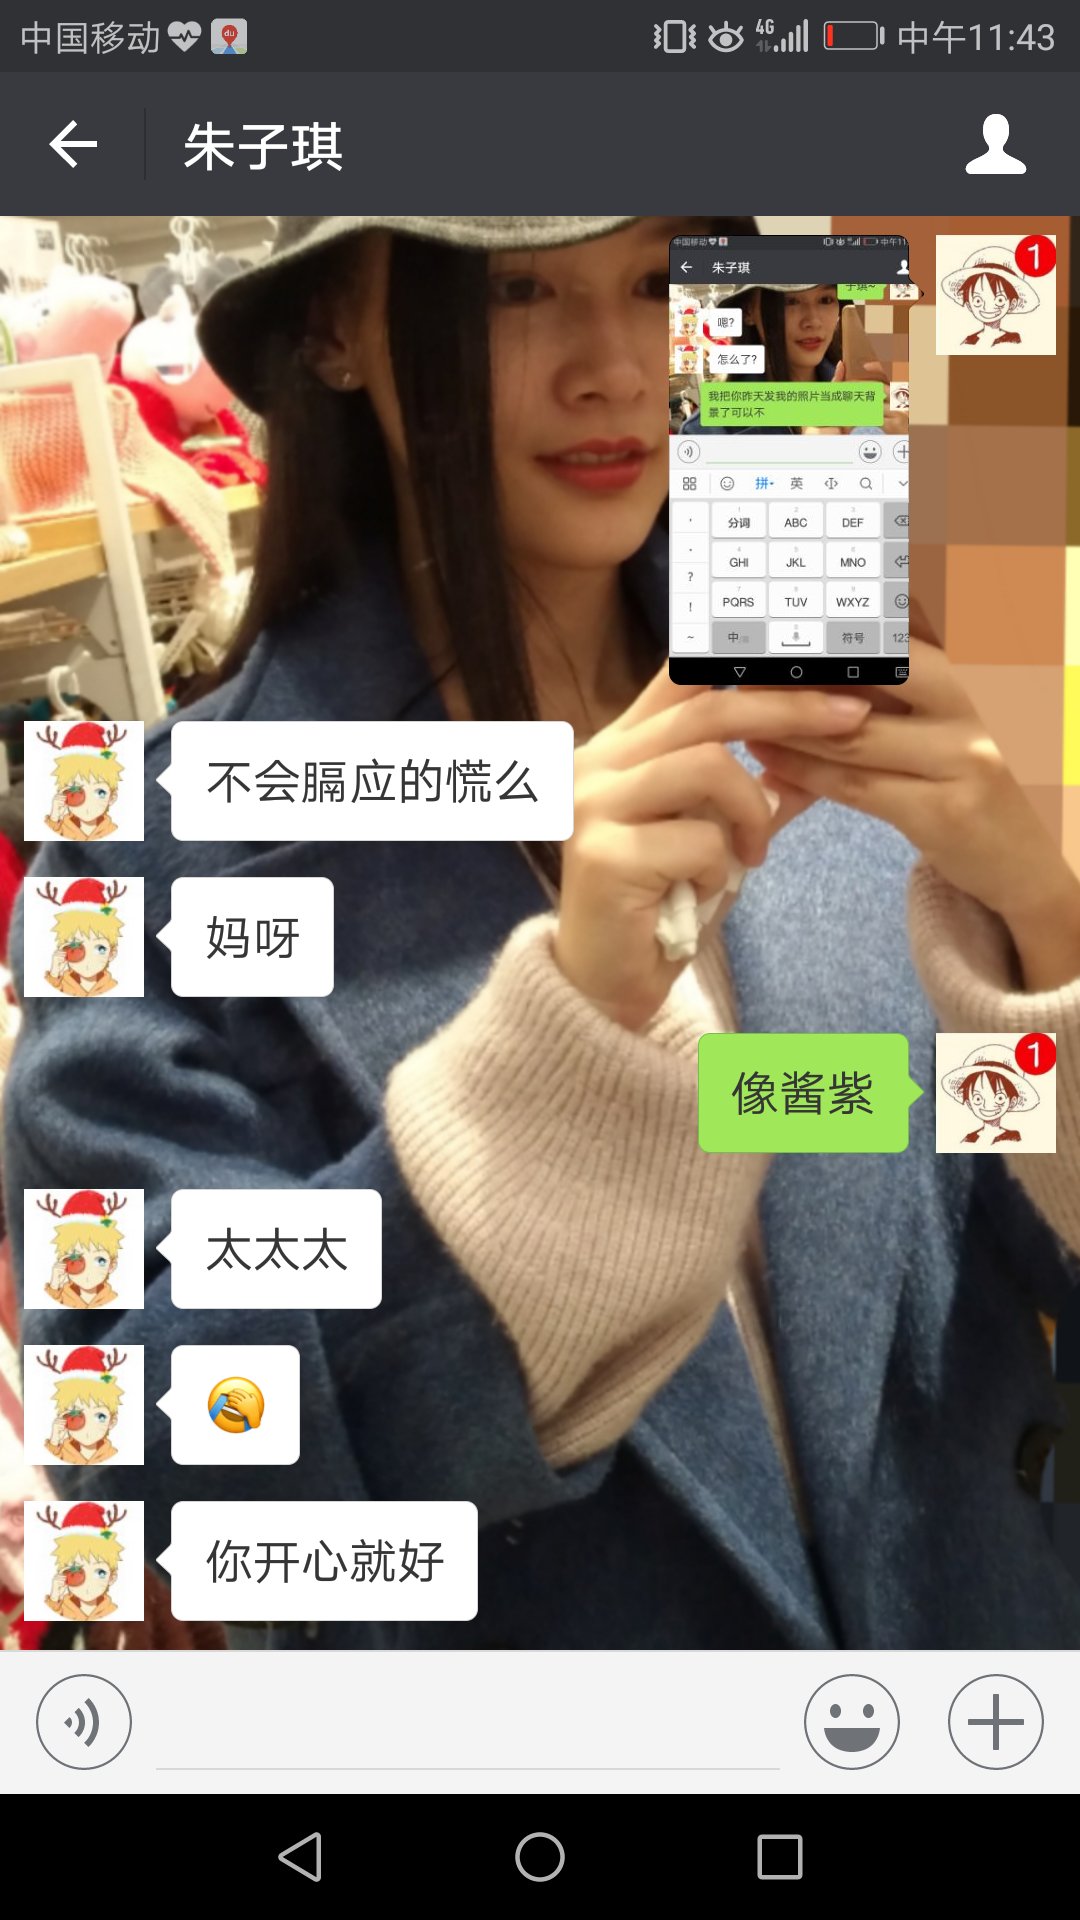 中国移动
du
4G
中午11:43
朱子琪
1
中国移动
中午11:
朱子琪
子琪~
嗯?
怎么了?
我把你昨天发我的照片当成聊天背
景了可以不
拼
英
分词
ABC
DEF
GHI
JKL
MNO
?
PQRS
TUV
WXYZ
!
~
中
符号
123
不会膈应的慌么
妈呀
1
像酱紫
太太太
你开心就好